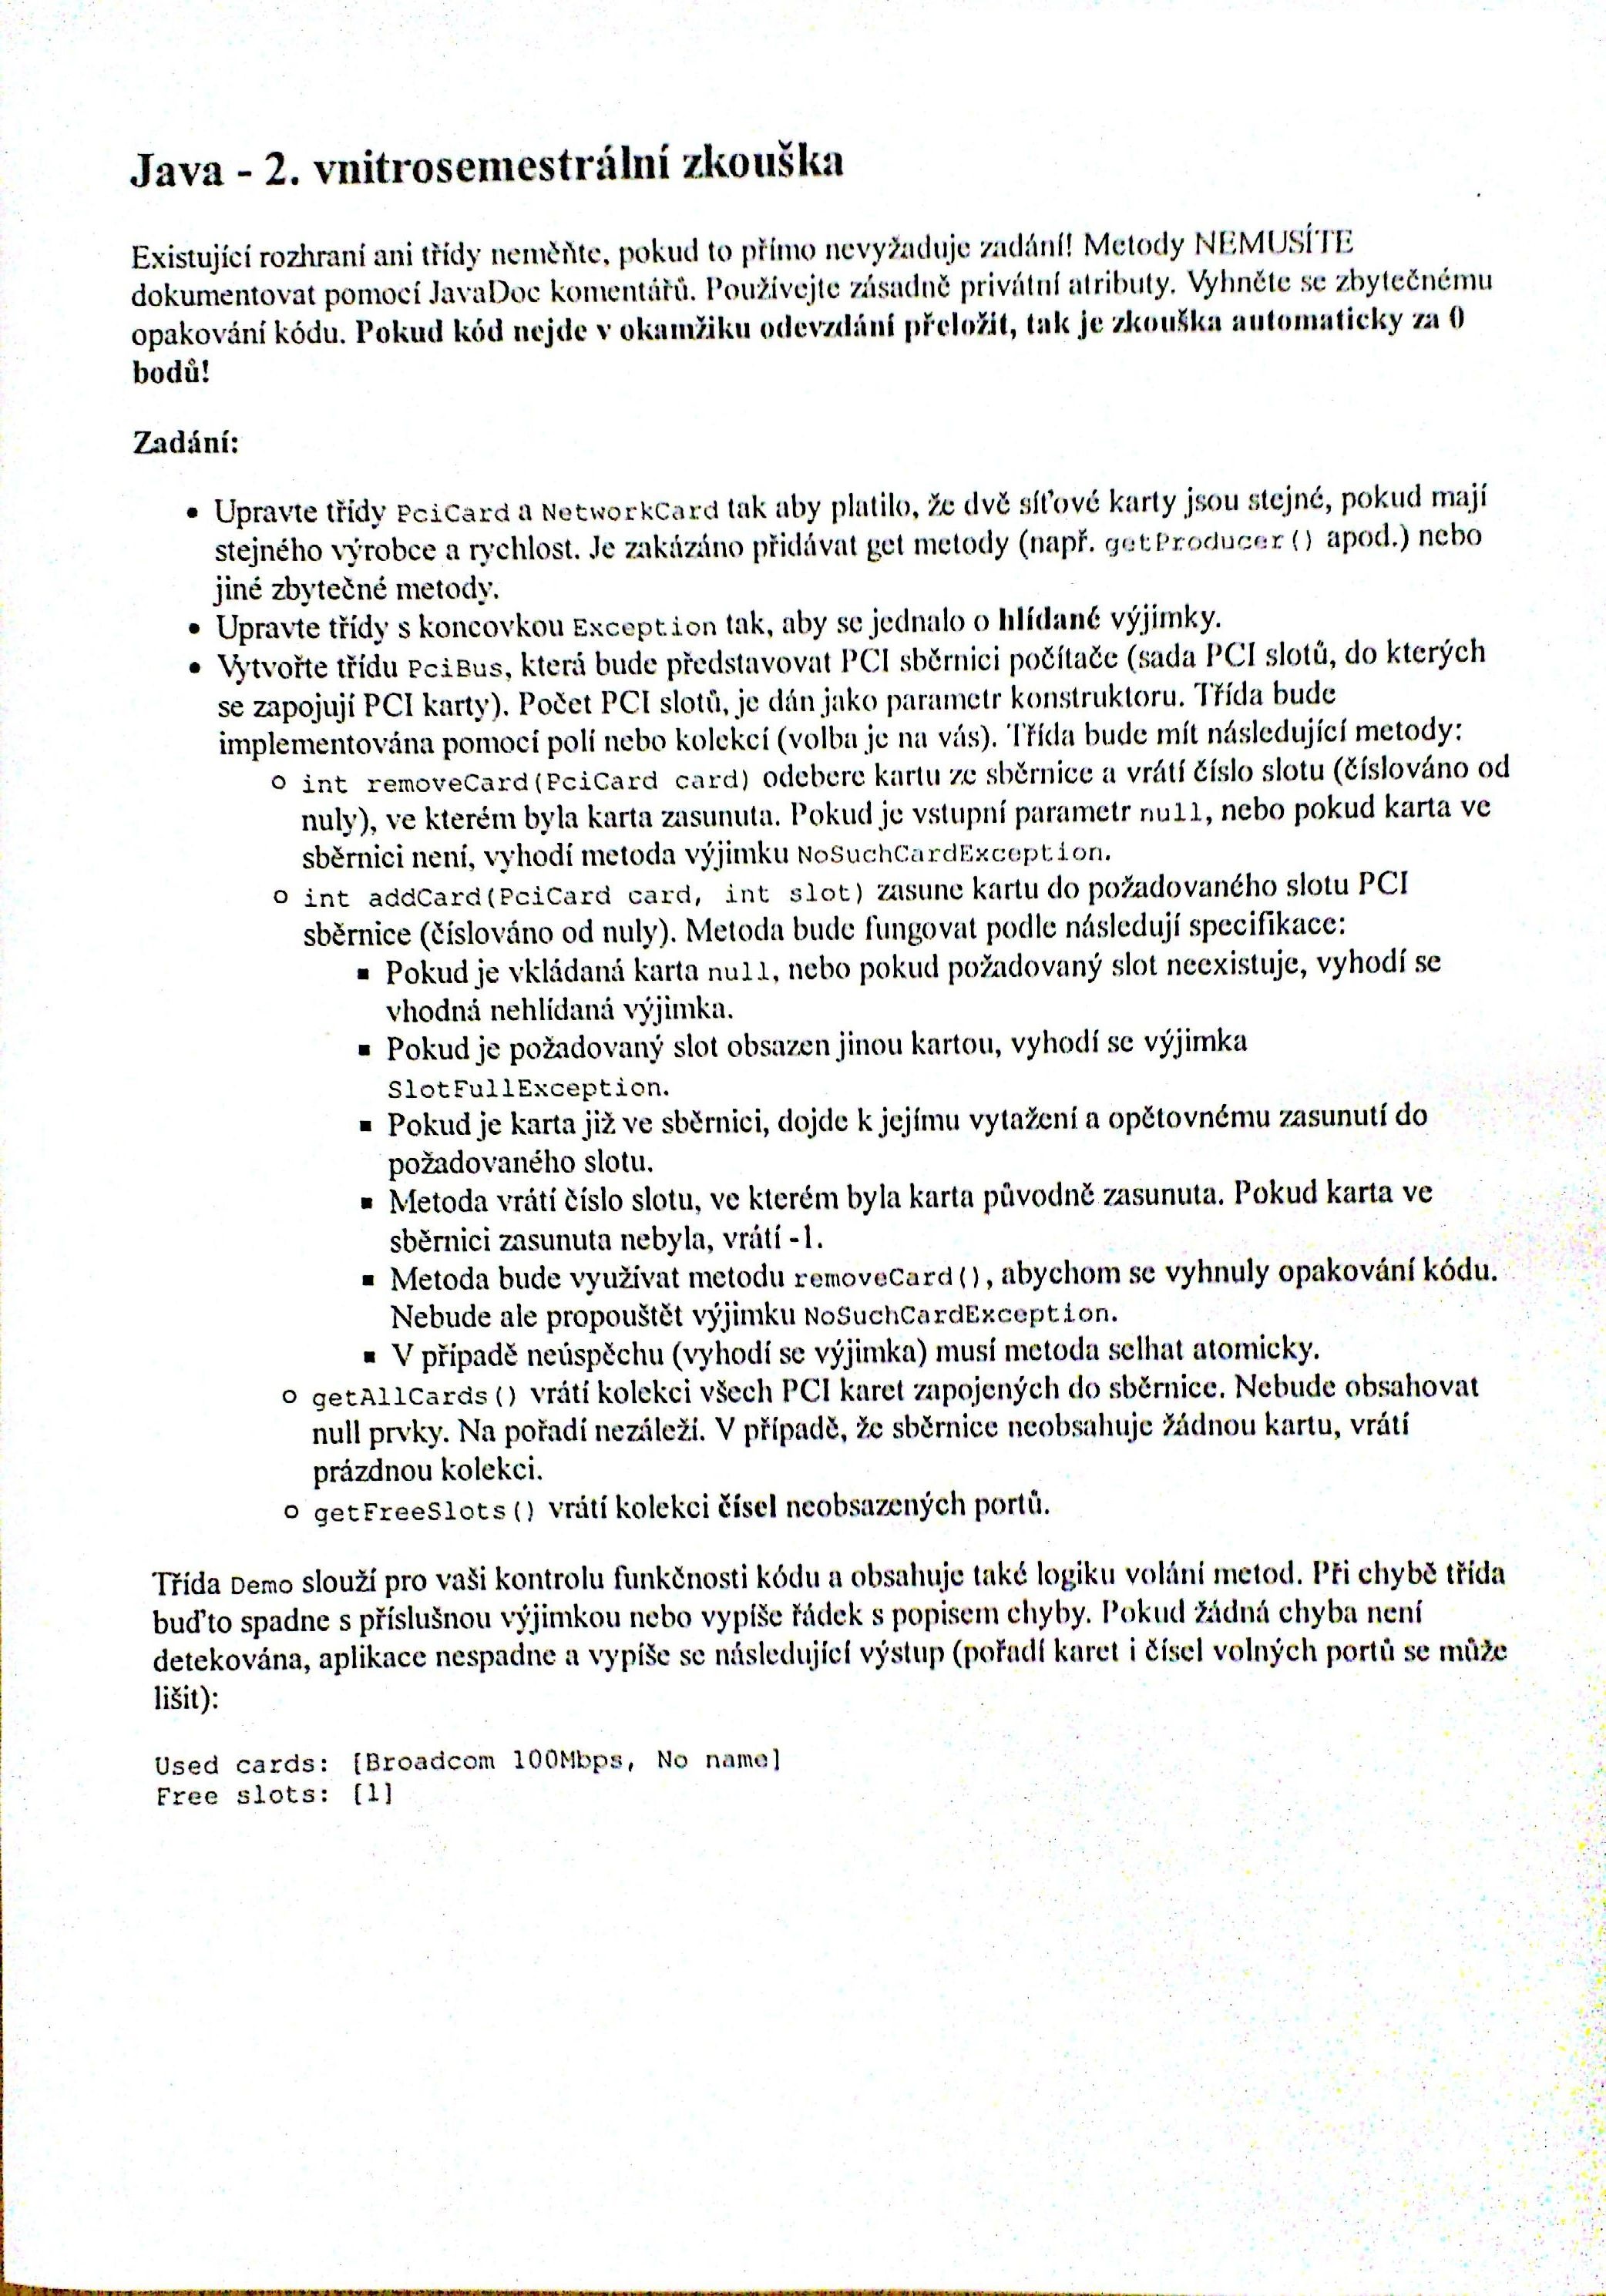 Java - 2. vnitrosemestrální zkouška
Existující rozhraní ani třídy neměňte, pokud to přímo nevyžaduje zadání! Metody NEMUSÍTE
dokumentovat pomocí JavaDoc komentářů. Používejte zásadně privátní atributy. Vyhněte se zbytečnému
opakování kódu. Pokud kód nejde v okamžiku odevzdání přeložit, tak je zkouška automaticky za 0
bodů!
Zadání:
• Upravte třídy PciCard a NetworkCard tak aby platilo, že dvě síťové karty jsou stejné, pokud mají
stejného výrobce a rychlost. Je zakázáno přidávat get metody (např. getProducer() apod.) nebo
jiné zbytečné metody.
• Upravte třídy s koncovkou Exception tak, aby se jednalo o hlídané výjimky.
• Vytvořte třídu PciBus, která bude představovat PCI sběrnici počítače (sada PCI slotů, do kterých
se zapojují PCI karty). Počet PCI slotů, je dán jako parametr konstruktoru. Třída bude
implementována pomocí polí nebo kolekcí (volba je na vás). Třída bude mít následující metody:
o int removeCard(PciCard card) odebere kartu ze sběrnice a vrátí číslo slotu (číslováno od
nuly), ve kterém byla karta zasunuta. Pokud je vstupní parametr null, nebo pokud karta ve
sběrnici není, vyhodí metoda výjimku NoSuchCardException.
o int addCard(PciCard card, int slot) zasune kartu do požadovaného slotu PCI
sběrnice (číslováno od nuly). Metoda bude fungovat podle následují specifikace:
▪ Pokud je vkládaná karta null, nebo pokud požadovaný slot neexistuje, vyhodí se
vhodná nehlídaná výjimka.
▪ Pokud je požadovaný slot obsazen jinou kartou, vyhodí se výjimka
SlotFullException.
▪ Pokud je karta již ve sběrnici, dojde k jejímu vytažení a opětovnému zasunutí do
požadovaného slotu.
▪ Metoda vrátí číslo slotu, ve kterém byla karta původně zasunuta. Pokud karta ve
sběrnici zasunuta nebyla, vrátí -1.
▪ Metoda bude využívat metodu removeCard(), abychom se vyhnuly opakování kódu.
Nebude ale propouštět výjimku NoSuchCardException.
▪ V případě neúspěchu (vyhodí se výjimka) musí metoda selhat atomicky.
o getAllCards() vrátí kolekci všech PCI karet zapojených do sběrnice. Nebude obsahovat
null prvky. Na pořadí nezáleží. V případě, že sběrnice neobsahuje žádnou kartu, vrátí
prázdnou kolekci.
o getFreeSlots() vrátí kolekci čísel neobsazených portů.
Třída Demo slouží pro vaši kontrolu funkčnosti kódu a obsahuje také logiku volání metod. Při chybě třída
buďto spadne s příslušnou výjimkou nebo vypíše řádek s popisem chyby. Pokud žádná chyba není
detekována, aplikace nespadne a vypíše se následující výstup (pořadí karet i čísel volných portů se může
lišit):
Used cards: [Broadcom 100Mbps, No name]
Free slots: [1]